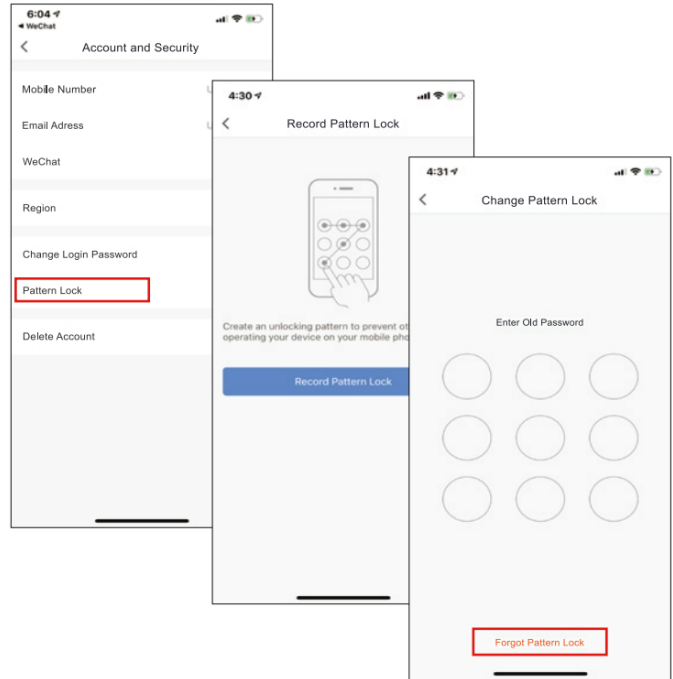 6:04
WeChat
Account and Security
Mobile Number
Email Adress
WeChat
Region
Change Login Password
Pattern Lock
Delete Account
4:30
Record Pattern Lock
Create an unlocking pattern to prevent
operating your device on your mobile
Record Pattern Lock
4:31
Change Pattern Lock
Enter Old Password
Forgot Pattern Lock